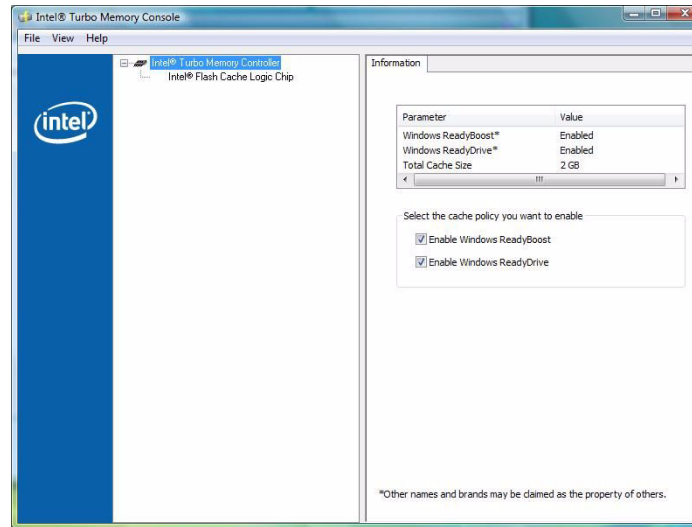 Intel® Turbo Memory Console
File View Help
intel
Intel® Turbo Memory Controller
Intel® Flash Cache Logic Chip
Information
Parameter Value
Windows ReadyBoost* Enabled
Windows ReadyDrive* Enabled
Total Cache Size 2 GB
Select the cache policy you want to enable
Enable Windows ReadyBoost
Enable Windows ReadyDrive
*Other names and brands may be claimed as the property of others.